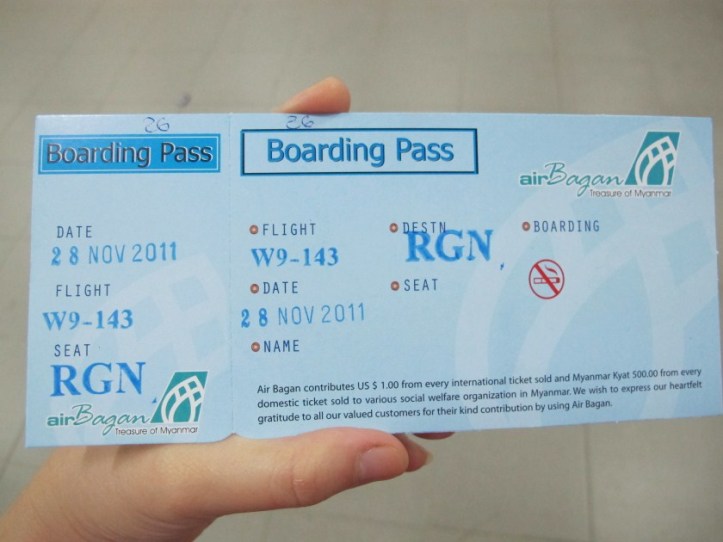 26
Boarding Pass
DATE
28 NOV 2011
FLIGHT
W9-143
SEAT
RGN
airBagan
Treasure of Myanmar
26
Boarding Pass
airBagan
Treasure of Myanmar
FLIGHT DESTN BOARDING
W9-143 RGN
DATE SEAT
28 NOV 2011
NAME
Air Bagan contributes US $ 1.00 from every international ticket sold and Myanmar Kyat 500.00 from every
domestic ticket sold to various social welfare organization in Myanmar. We wish to express our heartfelt
gratitude to all our valued customers for their kind contribution by using Air Bagan.